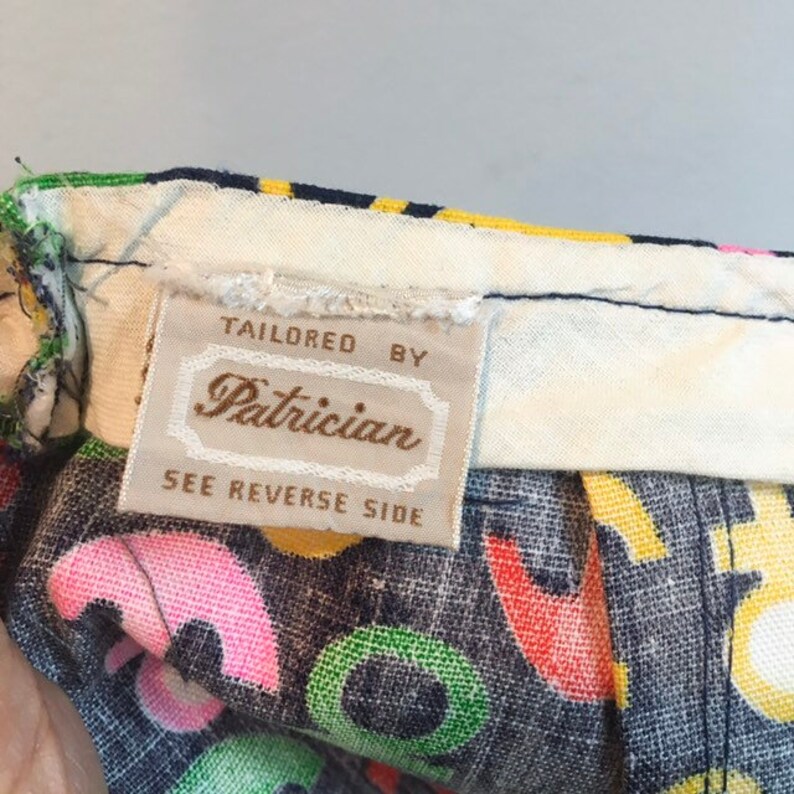 TAILORED BY
Patrician
SEE REVERSE SIDE